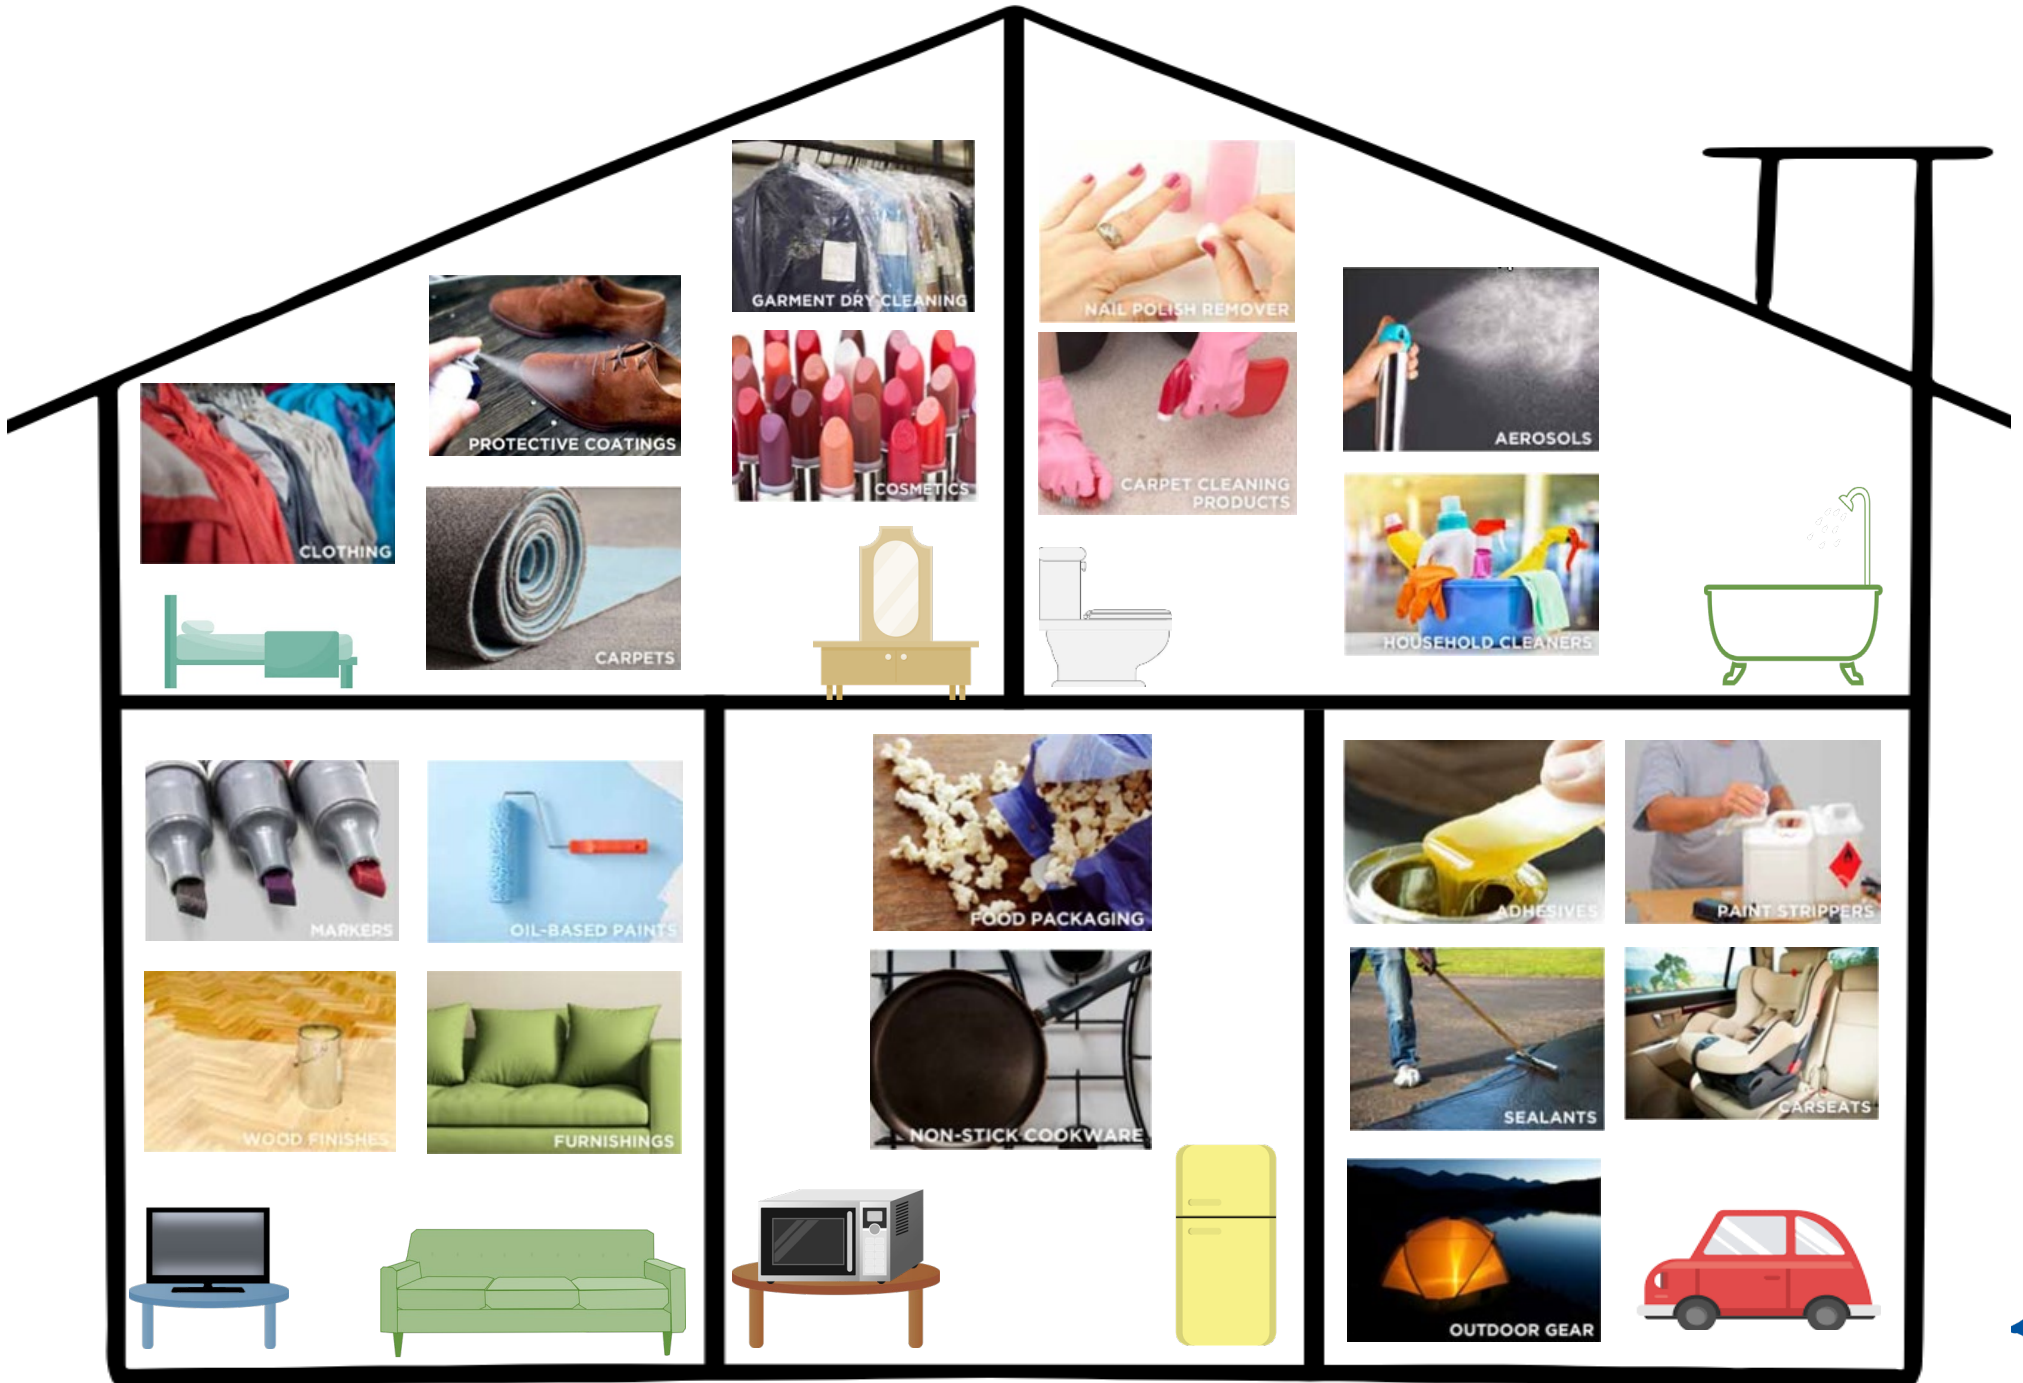 GARMENT DRY CLEANING
NAIL POLISH REMOVER
PROTECTIVE COATINGS
AEROSOLS
COSMETICS
CARPET CLEANING
PRODUCTS
CLOTHING
CARPETS
HOUSEHOLD CLEANERS
MARKERS
OIL-BASED PAINTS
FOOD PACKAGING
ADHESIVES
PAINT STRIPPERS
WOOD FINISHES
FURNISHINGS
NON-STICK COOKWARE
SEALANTS
CARSEATS
OUTDOOR GEAR